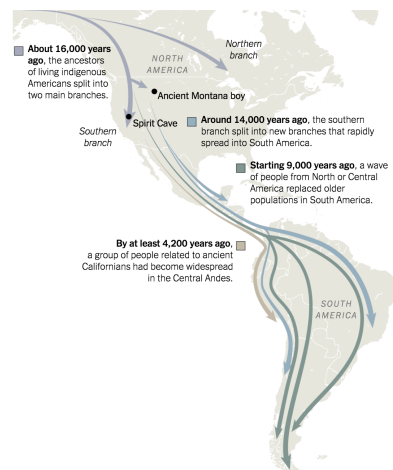 Northern
branch
About 16,000 years
ago, the ancestors
of living indigenous
Americans split into
two main branches.
NORTH
AMERICA
Ancient Montana boy
Spirit Cave
Southern
branch
Around 14,000 years ago, the southern
branch split into new branches that rapidly
spread into South America.
Starting 9,000 years ago, a wave
of people from North or Central
America replaced older
populations in South America.
By at least 4,200 years ago,
a group of people related to ancient
Californians had become widespread
in the Central Andes.
SOUTH
AMERICA